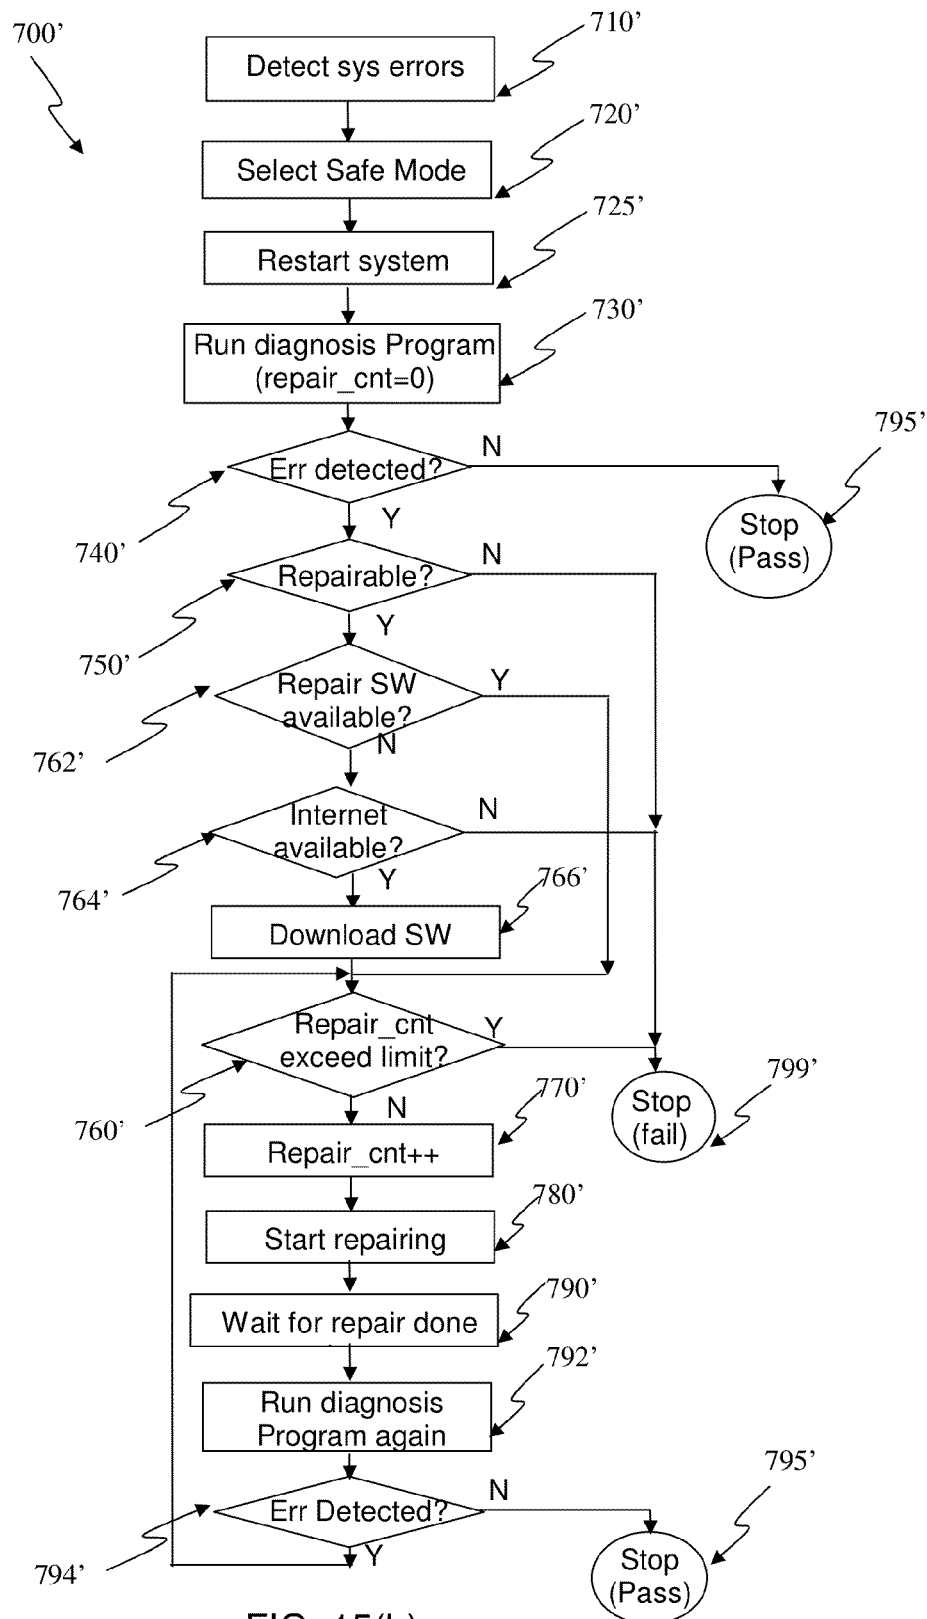 700’
710’
Detect sys errors
720’
Select Safe Mode
725’
Restart system
730’
Run diagnosis Program
(repair_cnt=0)
795’
N
Err detected?
Stop
(Pass)
Y
740’
N
Repairable?
Y
750’
Repair SW
available?
Y
N
762’
N
Internet
available?
Y
766’
764’
Download SW
Repair_cnt
exceed limit?
Y
799’
770’
Stop
(fail)
N
760’
Repair_cnt++
780’
Start repairing
790’
Wait for repair done
792’
Run diagnosis
Program again
795’
N
Err Detected?
Y
Stop
(Pass)
794’